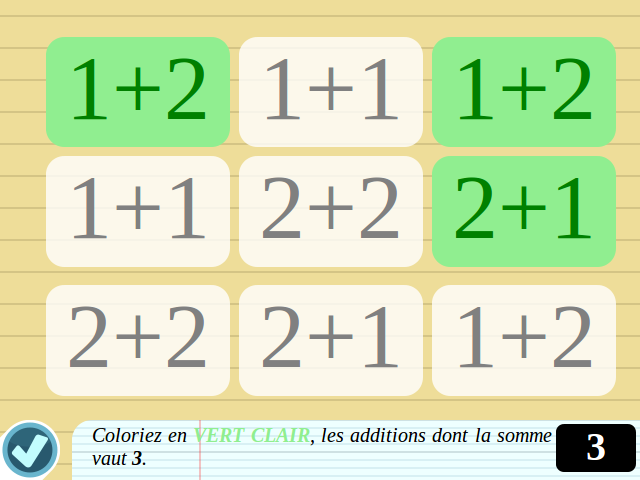 1+2 1+1 1+2
1+1 2+2 2+1
2+2 2+1 1+2
Coloriez en VERT CLAIR, les additions dont la somme
vaut 3.
3